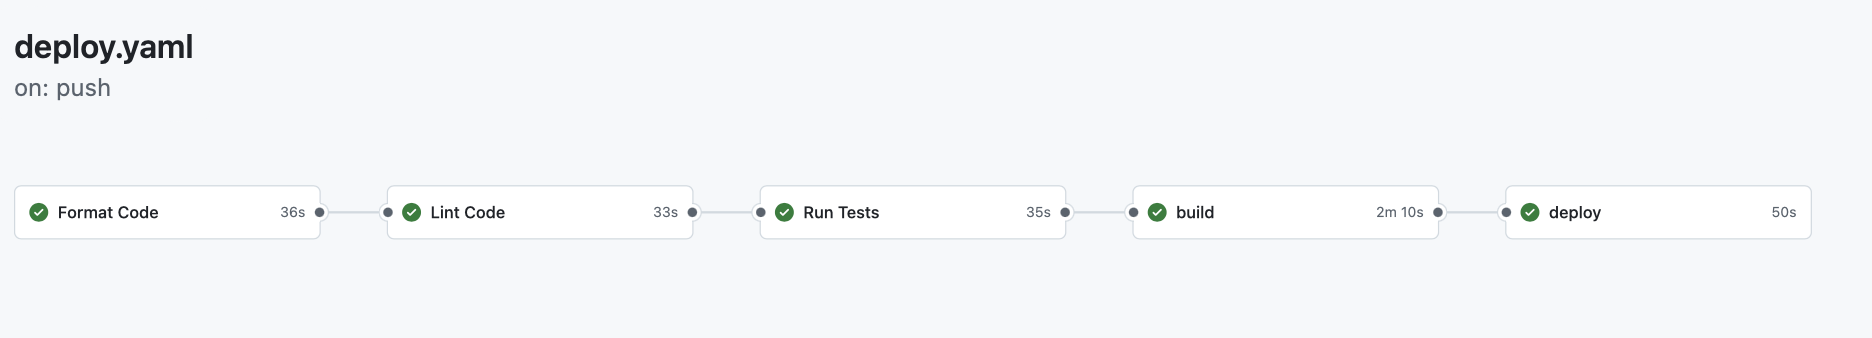 deploy.yaml
on: push
Format Code 36s
Lint Code 33s
Run Tests 35s
build 2m 10s
deploy 50s